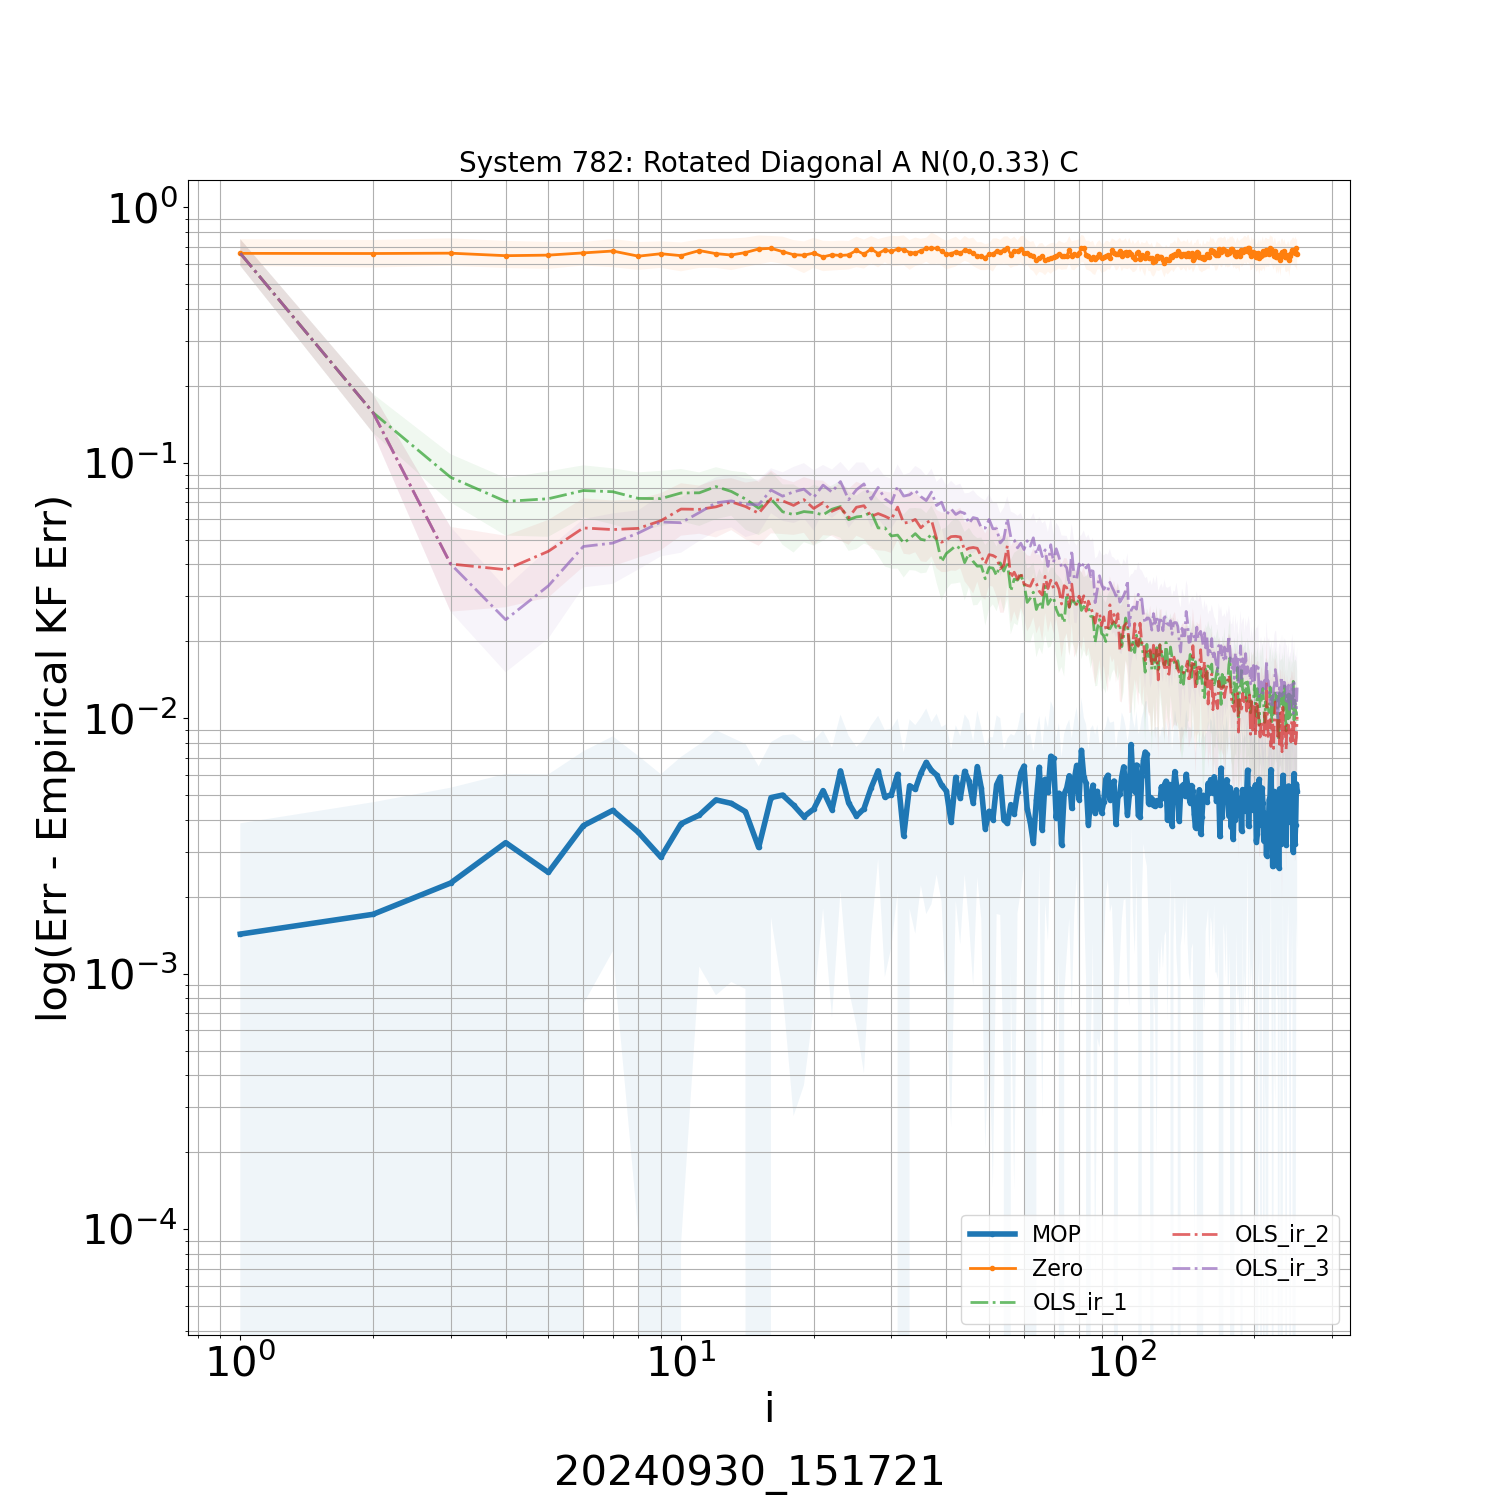 System 782: Rotated Diagonal A N(0,0.33) C
log(Err - Empirical KF Err)
10^0
10^-1
10^-2
10^-3
10^-4
MOP
Zero
OLS_ir_1
OLS_ir_2
OLS_ir_3
10^0
10^1
10^2
i
20240930_151721